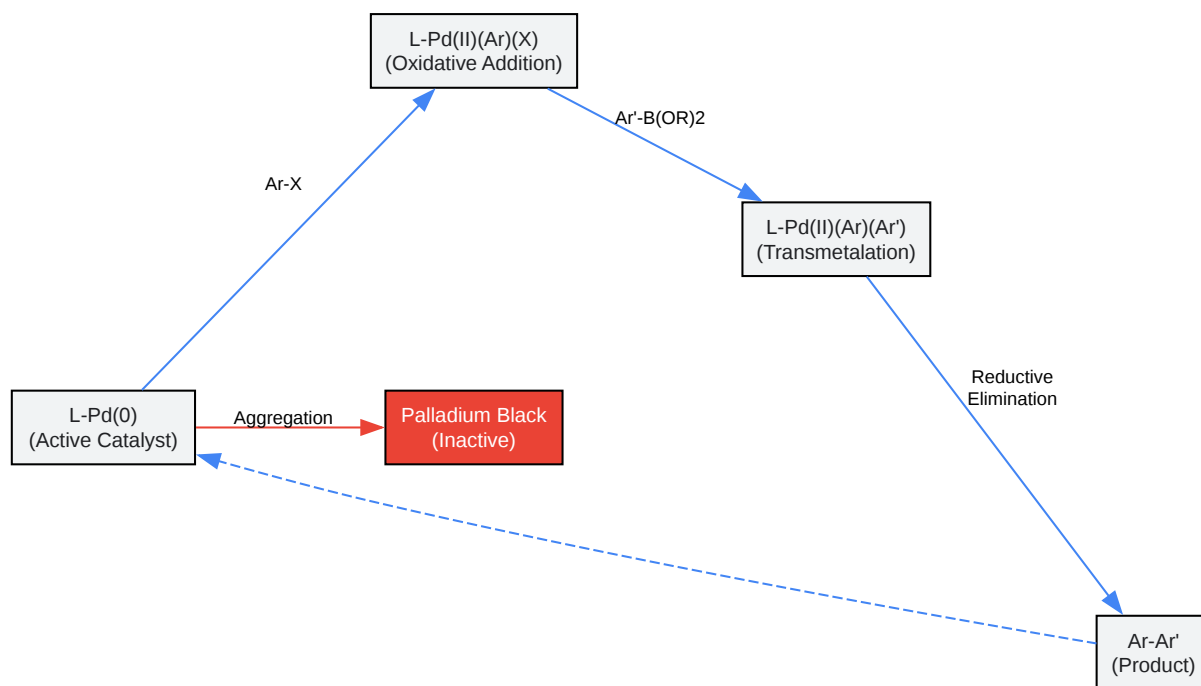 L-Pd(II)(Ar)(X)
(Oxidative Addition)
Ar'-B(OR)2
Ar-X
L-Pd(II)(Ar)(Ar')
(Transmetalation)
Reductive
Elimination
L-Pd(0)
(Active Catalyst)
Aggregation
Palladium Black
(Inactive)
Ar-Ar'
(Product)